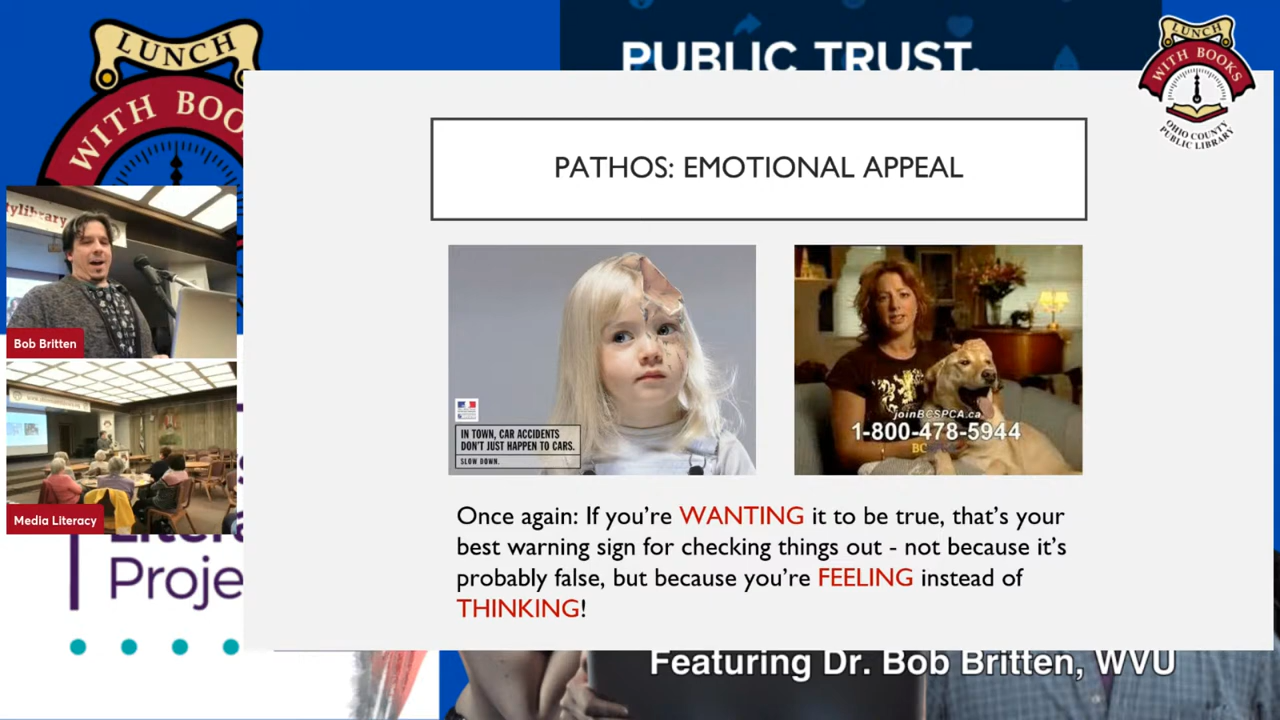 LUNCH
WITH BOO
PUBLIC TRUST.
LUNCH
WITH BOOKS
OHIO COUNTY
PUBLIC LIBRARY
PATHOS: EMOTIONAL APPEAL
IN TOWN, CAR ACCIDENTS
DON'T JUST HAPPEN TO CARS.
SLOW DOWN.
joinBCSPCA.ca
1-800-478-5944
BC
Once again: If you're WANTING it to be true, that's your
best warning sign for checking things out - not because it's
probably false, but because you're FEELING instead of
THINKING!
tylibrary
Bob Britten
Media Literacy
Proje
Featuring Dr. Bob Britten, WVU